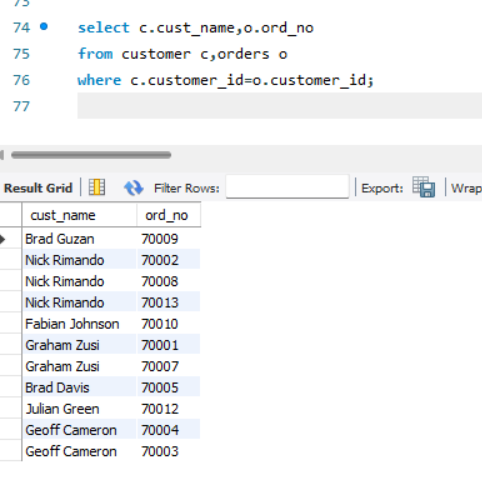 73
74 select c.cust_name,o.ord_no
75 from customer c,orders o
76 where c.customer_id=o.customer_id;
77
Result Grid Filter Rows: Export: Wrap
cust_name ord_no
Brad Guzan 70009
Nick Rimando 70002
Nick Rimando 70008
Nick Rimando 70013
Fabian Johnson 70010
Graham Zusi 70001
Graham Zusi 70007
Brad Davis 70005
Julian Green 70012
Geoff Cameron 70004
Geoff Cameron 70003